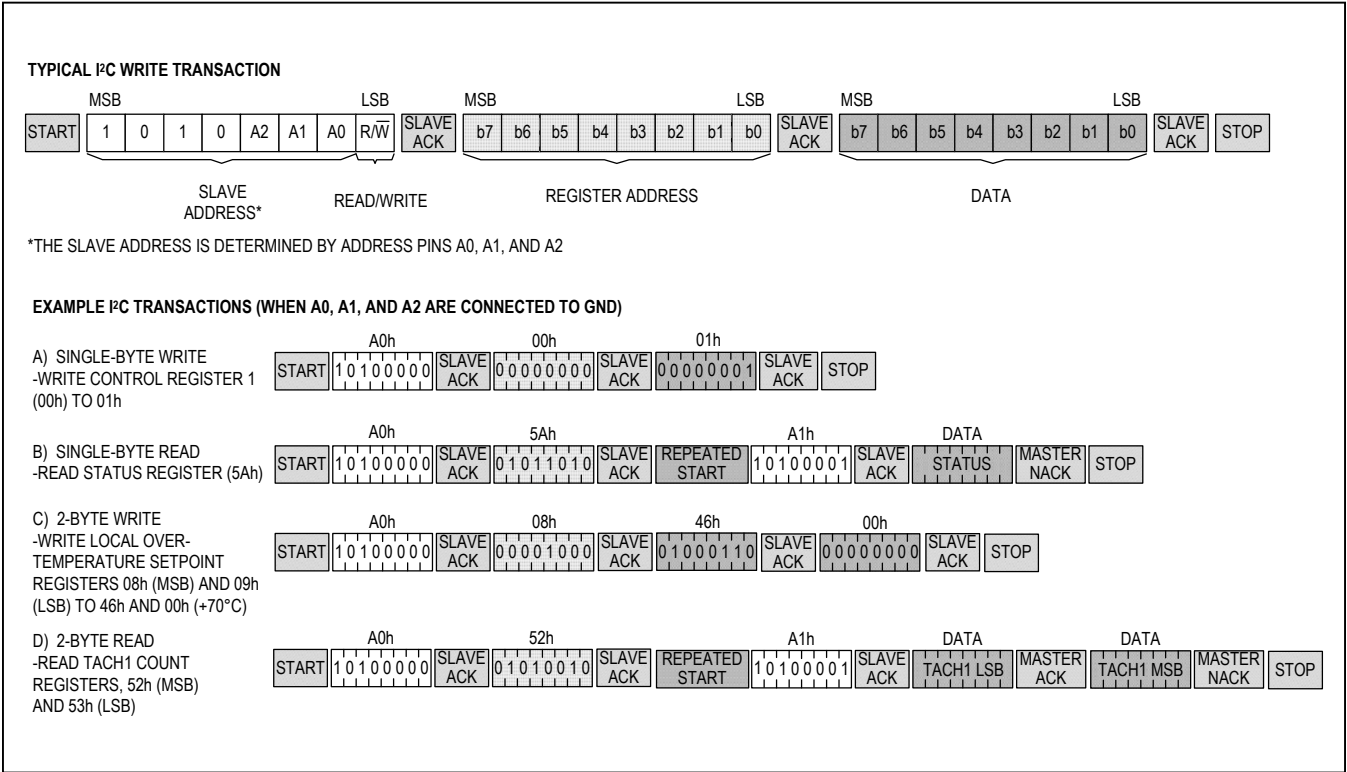 TYPICAL I²C WRITE TRANSACTION
MSB LSB MSB LSB MSB LSB
START 1 0 1 0 A2 A1 A0 R/W̅ SLAVE ACK b7 b6 b5 b4 b3 b2 b1 b0 SLAVE ACK b7 b6 b5 b4 b3 b2 b1 b0 SLAVE ACK STOP
SLAVE ADDRESS* READ/WRITE REGISTER ADDRESS DATA
*THE SLAVE ADDRESS IS DETERMINED BY ADDRESS PINS A0, A1, AND A2
EXAMPLE I²C TRANSACTIONS (WHEN A0, A1, AND A2 ARE CONNECTED TO GND)
A) SINGLE-BYTE WRITE
-WRITE CONTROL REGISTER 1
(00h) TO 01h
A0h 00h 01h
START 10100000 SLAVE ACK 00000000 SLAVE ACK 00000001 SLAVE ACK STOP
B) SINGLE-BYTE READ
-READ STATUS REGISTER (5Ah)
A0h 5Ah A1h DATA
START 10100000 SLAVE ACK 01011010 SLAVE ACK REPEATED START 10100001 SLAVE ACK STATUS MASTER NACK STOP
C) 2-BYTE WRITE
-WRITE LOCAL OVER-
TEMPERATURE SETPOINT
REGISTERS 08h (MSB) AND 09h
(LSB) TO 46h AND 00h (+70°C)
A0h 08h 46h 00h
START 10100000 SLAVE ACK 00001000 SLAVE ACK 01000110 SLAVE ACK 00000000 SLAVE ACK STOP
D) 2-BYTE READ
-READ TACH1 COUNT
REGISTERS, 52h (MSB)
AND 53h (LSB)
A0h 52h A1h DATA DATA
START 10100000 SLAVE ACK 01010010 SLAVE ACK REPEATED START 10100001 SLAVE ACK TACH1 LSB MASTER ACK TACH1 MSB MASTER NACK STOP